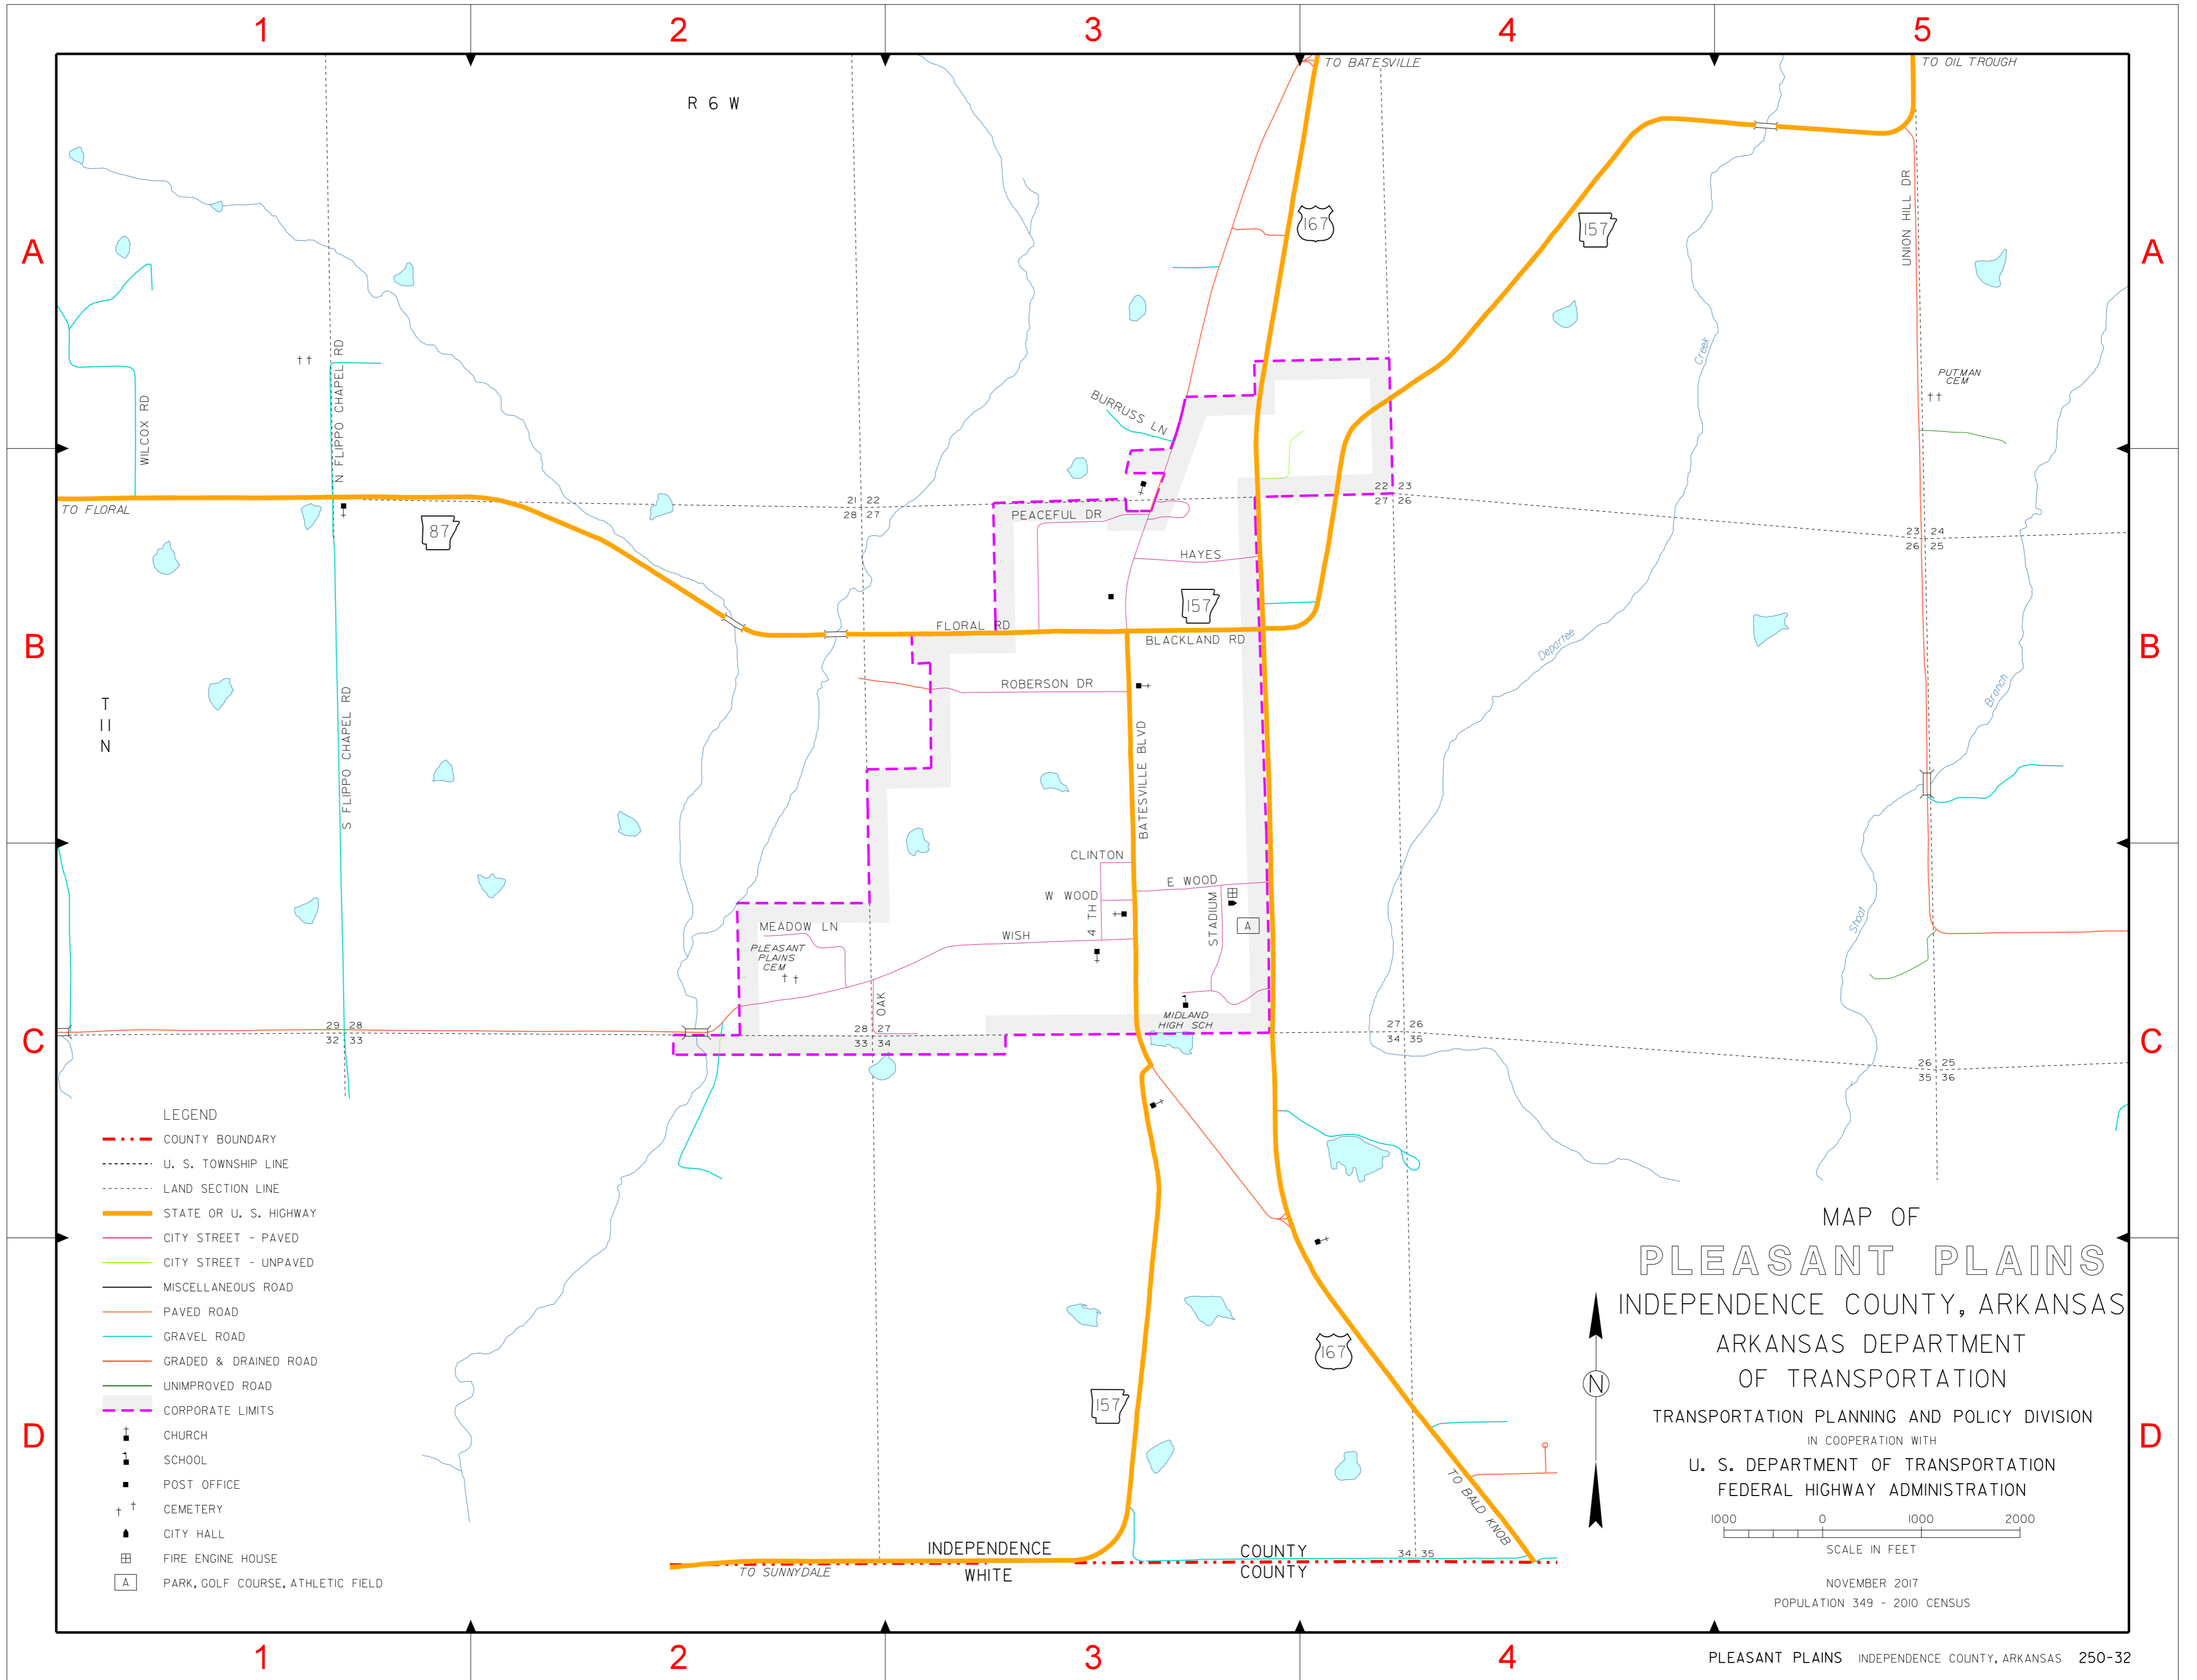 1 2 3 4 5
TO BATESVILLE
TO OIL TROUGH
R 6 W
A
A
167
157
UNION HILL DR
Creek
N FLIPPO CHAPEL RD
WILCOX RD
PUTMAN
CEM
BURRUSS LN
TO FLORAL
87
21 22
28 27
22 23
27 26
23 24
26 25
PEACEFUL DR
HAYES
157
FLORAL RD
BLACKLAND RD
B
B
Departee
ROBERSON DR
Branch
T
11
N
S FLIPPO CHAPEL RD
BATESVILLE BLVD
CLINTON
E WOOD
W WOOD
4 TH
STADIUM
A
WISH
MEADOW LN
PLEASANT
PLAINS
CEM
OAK
Shoat
MIDLAND
HIGH SCH
C
C
29 28
32 33
28 27
33 34
27 26
34 35
26 25
35 36
LEGEND
COUNTY BOUNDARY
U. S. TOWNSHIP LINE
LAND SECTION LINE
STATE OR U. S. HIGHWAY
CITY STREET - PAVED
CITY STREET - UNPAVED
MISCELLANEOUS ROAD
PAVED ROAD
GRAVEL ROAD
GRADED & DRAINED ROAD
UNIMPROVED ROAD
CORPORATE LIMITS
CHURCH
SCHOOL
POST OFFICE
CEMETERY
CITY HALL
FIRE ENGINE HOUSE
A PARK, GOLF COURSE, ATHLETIC FIELD
D
D
167
157
TO BALD KNOB
INDEPENDENCE COUNTY
WHITE COUNTY
34 35
TO SUNNYDALE
MAP OF
PLEASANT PLAINS
INDEPENDENCE COUNTY, ARKANSAS
ARKANSAS DEPARTMENT
OF TRANSPORTATION
TRANSPORTATION PLANNING AND POLICY DIVISION
IN COOPERATION WITH
U. S. DEPARTMENT OF TRANSPORTATION
FEDERAL HIGHWAY ADMINISTRATION
N
1000 0 1000 2000
SCALE IN FEET
NOVEMBER 2017
POPULATION 349 - 2010 CENSUS
1 2 3 4
PLEASANT PLAINS INDEPENDENCE COUNTY, ARKANSAS 250-32